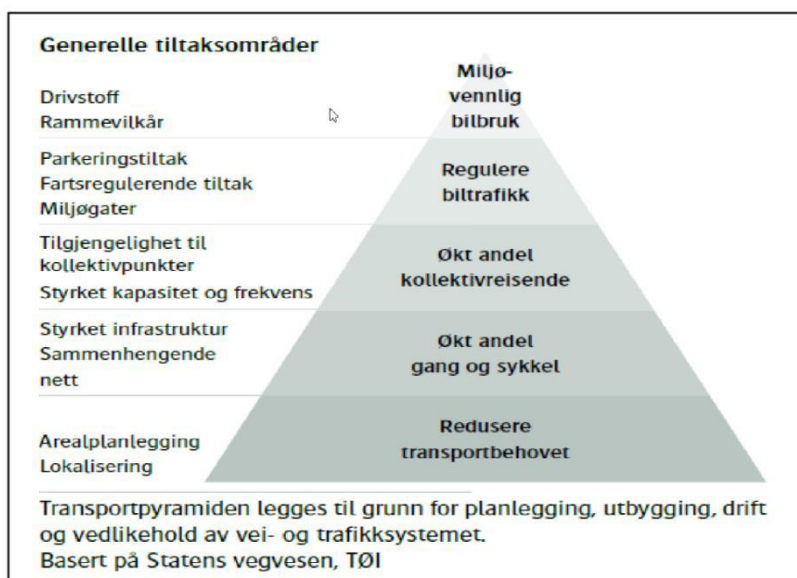 Generelle tiltaksområder
Drivstoff
Rammevilkår
Miljø-
vennlig
bilbruk
Parkeringstiltak
Fartsregulerende tiltak
Miljøgater
Regulere
biltrafikk
Tilgjengelighet til
kollektivpunkter
Styrket kapasitet og frekvens
Økt andel
kollektivreisende
Styrket infrastruktur
Sammenhengende
nett
Økt andel
gang og sykkel
Arealplanlegging
Lokalisering
Redusere
transportbehovet
Transportpyramiden legges til grunn for planlegging, utbygging, drift
og vedlikehold av vei- og trafikksystemet.
Basert på Statens vegvesen, TØI